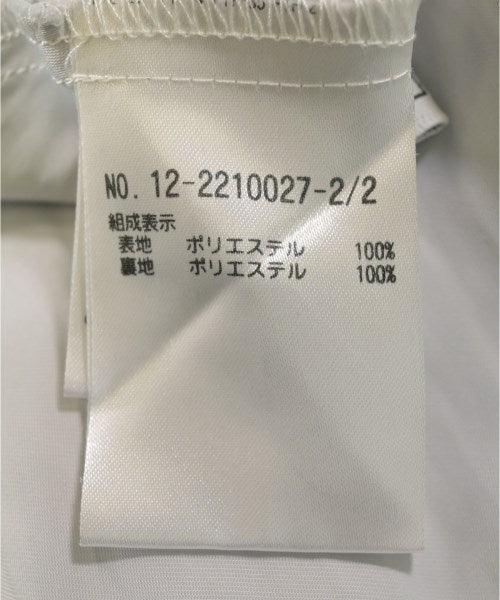 NO. 12-2210027-2/2
組成表示
表地 ポリエステル 100%
裏地 ポリエステル 100%